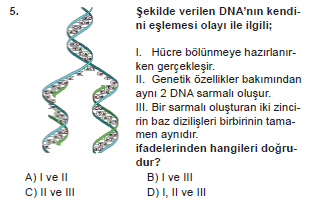 5.
Şekilde verilen DNA'nın kendi-
ni eşlemesi olayı ile ilgili;
I. Hücre bölünmeye hazırlanır-
ken gerçekleşir.
II. Genetik özellikler bakımından
aynı 2 DNA sarmalı oluşur.
III. Bir sarmalı oluşturan iki zinci-
rin baz dizilişleri birbirinin tama-
men aynıdır.
ifadelerinden hangileri doğru-
dur?
A) I ve II B) I ve III
C) II ve III D) I, II ve III